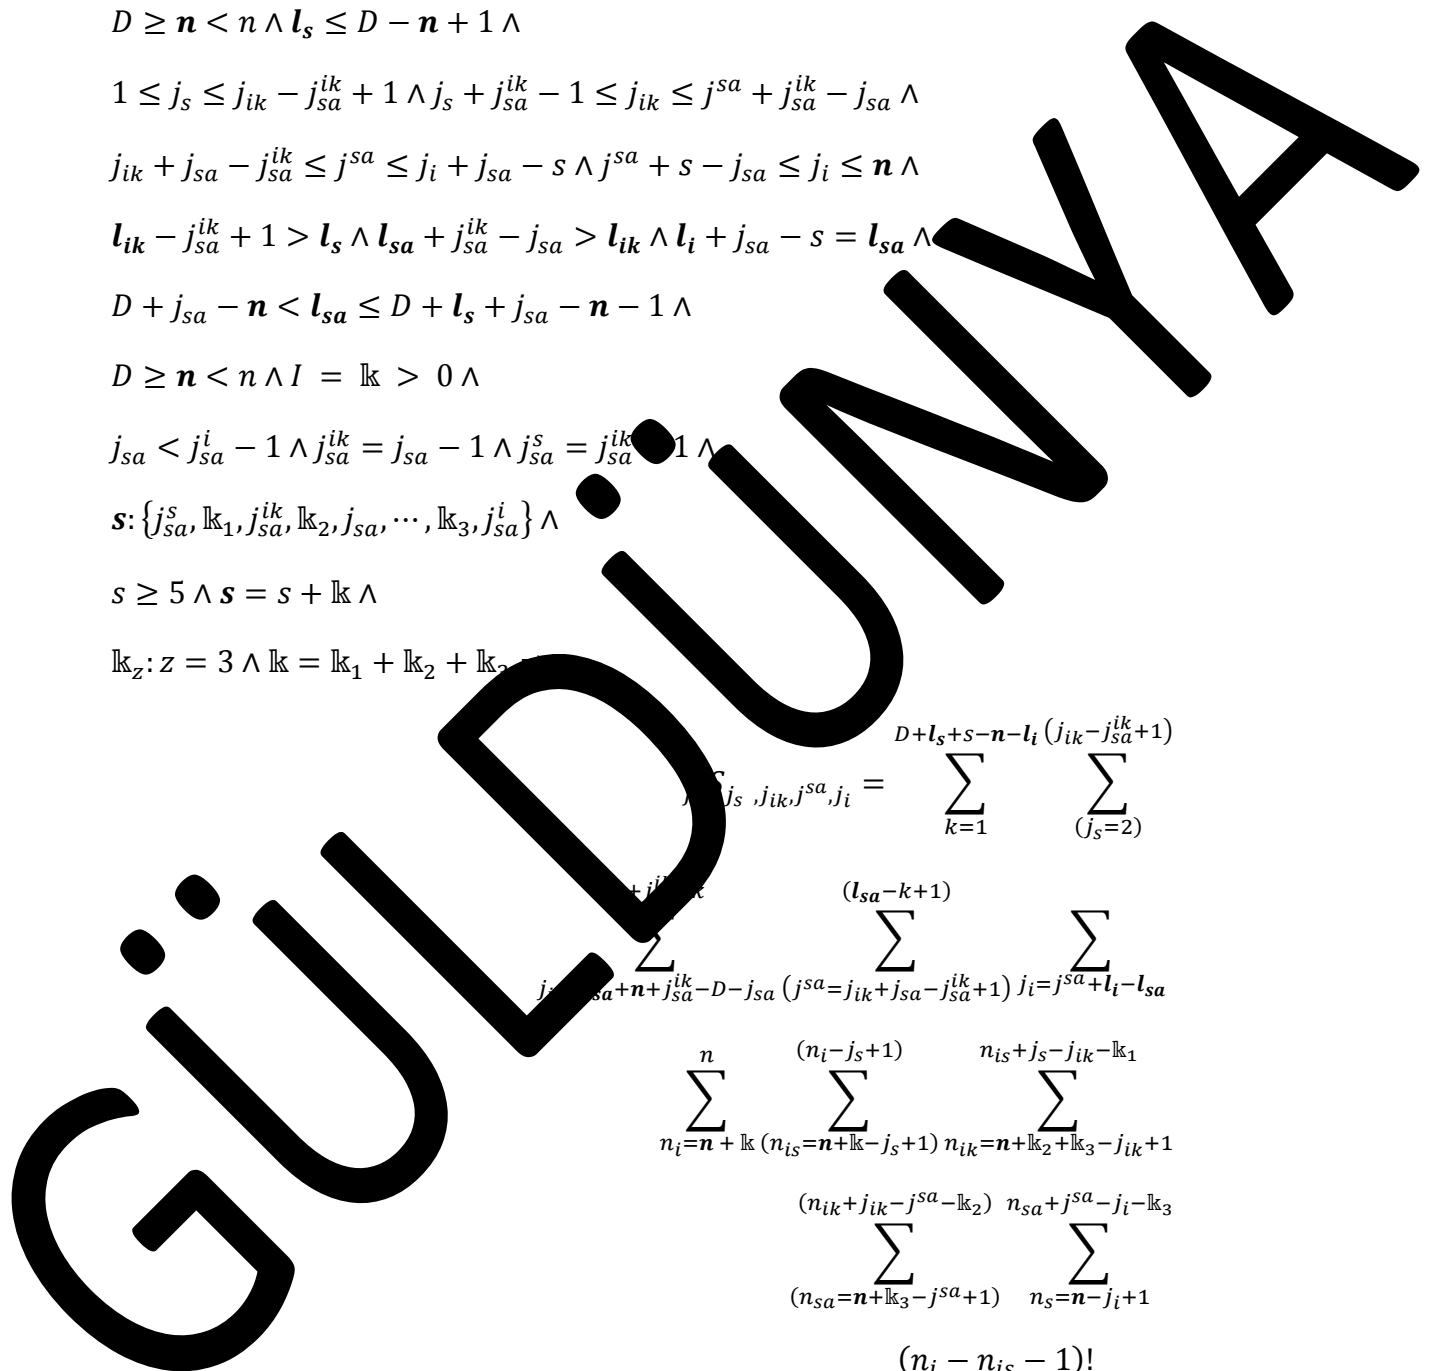 D ≥ n < n ∧ l_s ≤ D − n + 1 ∧
1 ≤ j_s ≤ j_ik − j_sa^ik + 1 ∧ j_s + j_sa^ik − 1 ≤ j_ik ≤ j^sa + j_sa^ik − j_sa ∧
j_ik + j_sa − j_sa^ik ≤ j^sa ≤ j_i + j_sa − s ∧ j^sa + s − j_sa ≤ j_i ≤ n ∧
l_ik − j_sa^ik + 1 > l_s ∧ l_sa + j_sa^ik − j_sa > l_ik ∧ l_i + j_sa − s = l_sa ∧
D + j_sa − n < l_sa ≤ D + l_s + j_sa − n − 1 ∧
D ≥ n < n ∧ I = 𝕜 > 0 ∧
j_sa < j_sa^i − 1 ∧ j_sa^ik = j_sa − 1 ∧ j_sa^s = j_sa^ik 1 ∧
s: {j_sa^s, 𝕜_1, j_sa^ik, 𝕜_2, j_sa, ⋯, 𝕜_3, j_sa^i} ∧
s ≥ 5 ∧ s = s + 𝕜 ∧
𝕜_z: z = 3 ∧ 𝕜 = 𝕜_1 + 𝕜_2 + 𝕜_3
S_{j_s, j_ik, j^sa, j_i} = ∑_{k=1}^{D+l_s+s−n−l_i} ∑_{(j_s=2)}^{(j_ik−j_sa^ik+1)}
∑_{+n+j_sa^ik−D−j_sa} ∑_{(j^sa=j_ik+j_sa−j_sa^ik+1)}^{(l_sa−k+1)} ∑_{j_i=j^sa+l_i−l_sa}
∑_{n_i=n+𝕜}^{n} ∑_{(n_is=n+𝕜−j_s+1)}^{(n_i−j_s+1)} ∑_{n_ik=n+𝕜_2+𝕜_3−j_ik+1}^{n_is+j_s−j_ik−𝕜_1}
∑_{(n_sa=n+𝕜_3−j^sa+1)}^{(n_ik+j_ik−j^sa−𝕜_2)} ∑_{n_s=n−j_i+1}^{n_sa+j^sa−j_i−𝕜_3}
(n_i − n_is − 1)!
GÜLDÜNYA